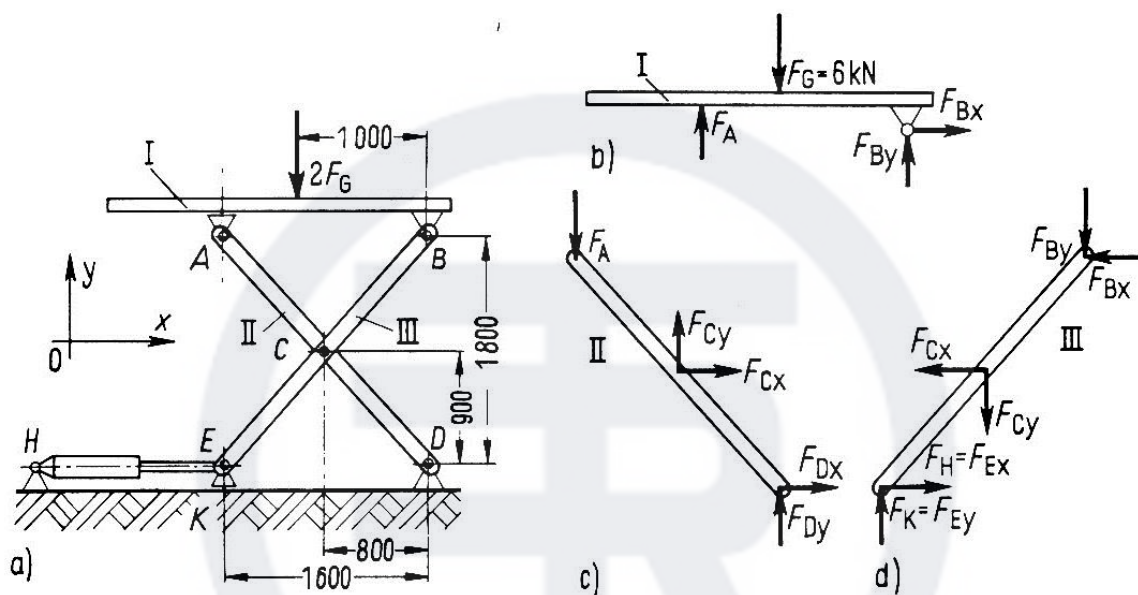 I
1000
2F_G
A
B
y
x
0
II
III
C
1800
900
H
E
D
K
800
1600
a)
I
F_G = 6 kN
F_A
F_Bx
F_By
b)
F_A
II
F_Cy
F_Cx
F_Dx
F_Dy
c)
F_By
F_Bx
III
F_Cx
F_Cy
F_H = F_Ex
F_K = F_Ey
d)